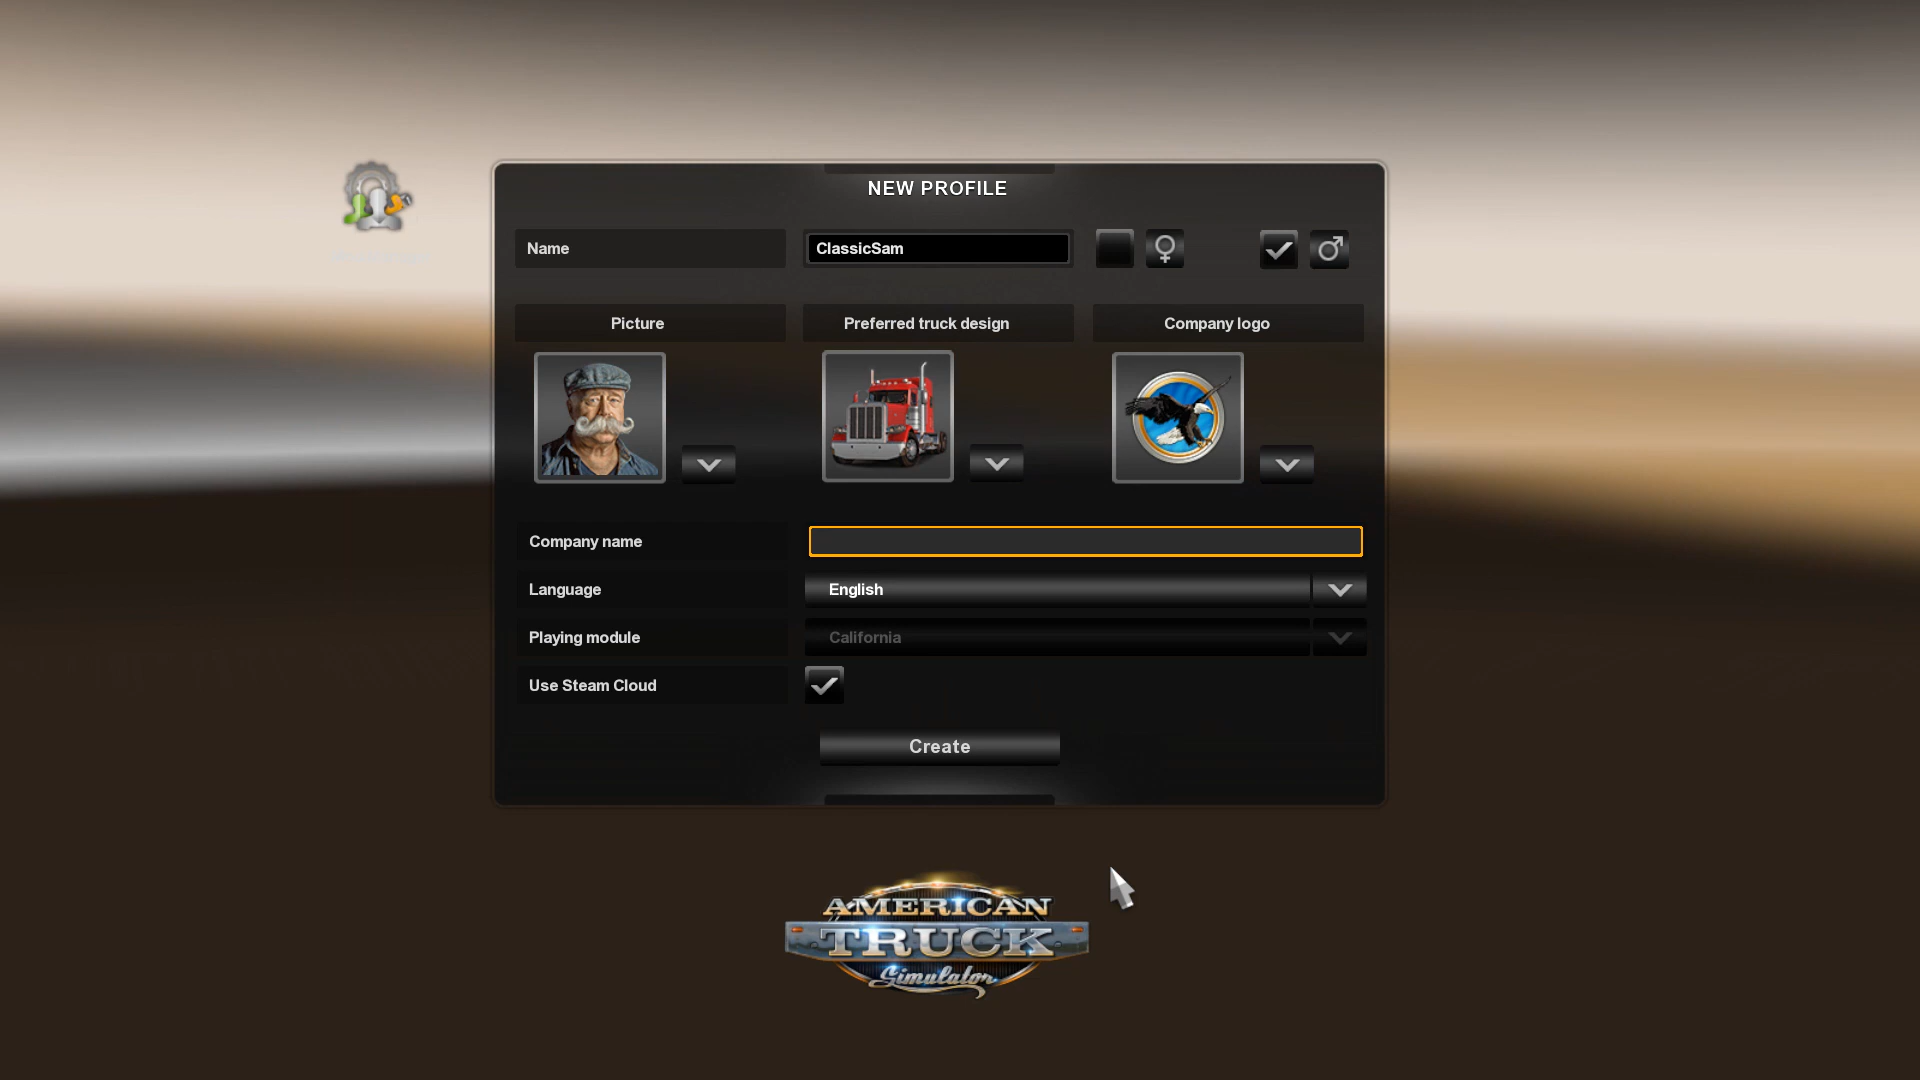 NEW PROFILE
Name
ClassicSam
Picture
Preferred truck design
Company logo
Company name
Language
English
Playing module
California
Use Steam Cloud
Create
AMERICAN
TRUCK
Simulator